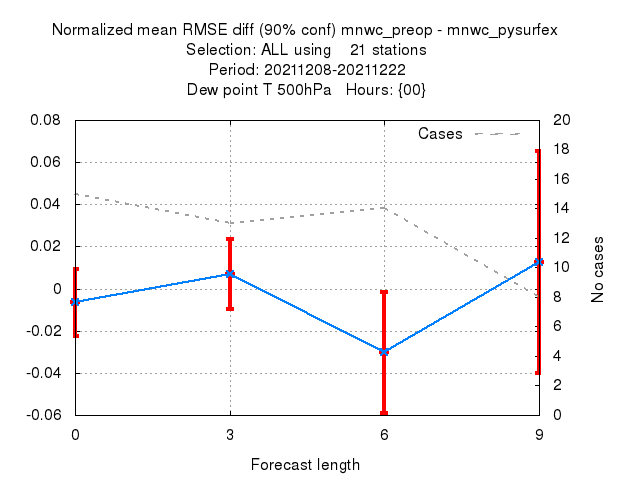 Normalized mean RMSE diff (90% conf) mnwc_preop - mnwc_pysurfex
Selection: ALL using 21 stations
Period: 20211208-20211222
Dew point T 500hPa Hours: {00}
Cases
0.08
0.06
0.04
0.02
0
-0.02
-0.04
-0.06
20
18
16
14
12
10
8
6
4
2
0
No cases
0 3 6 9
Forecast length